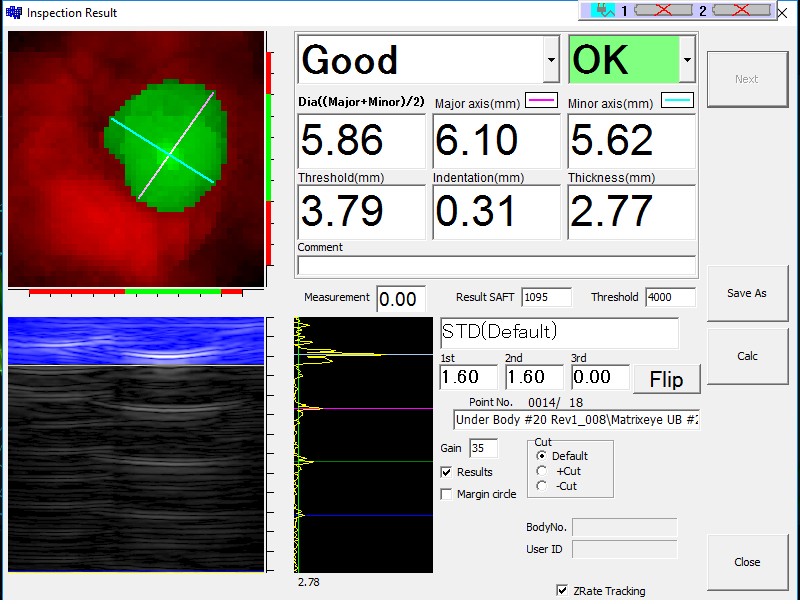 Inspection Result
1 2
Good OK
Dia((Major+Minor)/2) Major axis(mm) Minor axis(mm)
5.86 6.10 5.62
Threshold(mm) Indentation(mm) Thickness(mm)
3.79 0.31 2.77
Comment
Next
Measurement 0.00 Result SAFT 1095 Threshold 4000
Save As
STD(Default)
1st 2nd 3rd
1.60 1.60 0.00 Flip
Calc
Point No. 0014/ 18
Under Body #20 Rev1_008\Matrixeye UB #2
Gain 35
Cut
Default
+Cut
-Cut
Results
Margin circle
BodyNo.
User ID
Close
2.78
ZRate Tracking